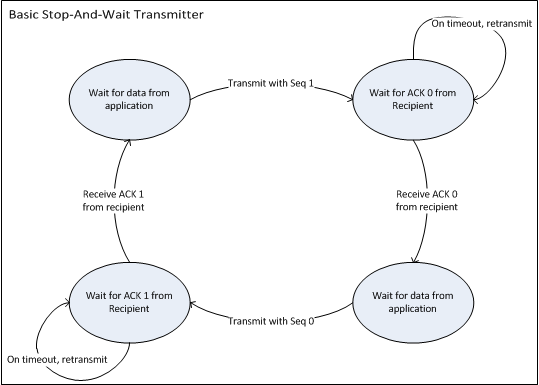 Basic Stop-And-Wait Transmitter
On timeout, retransmit
Wait for data from
application
Transmit with Seq 1
Wait for ACK 0 from
Recipient
Receive ACK 1
from recipient
Receive ACK 0
from recipient
Wait for ACK 1 from
Recipient
Transmit with Seq 0
Wait for data from
application
On timeout, retransmit